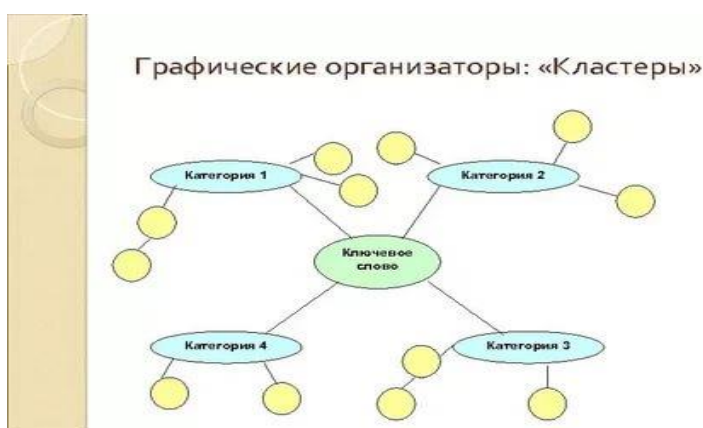 Графические организаторы: «Кластеры»
Категория 1
Категория 2
Ключевое
слово
Категория 4
Категория 3